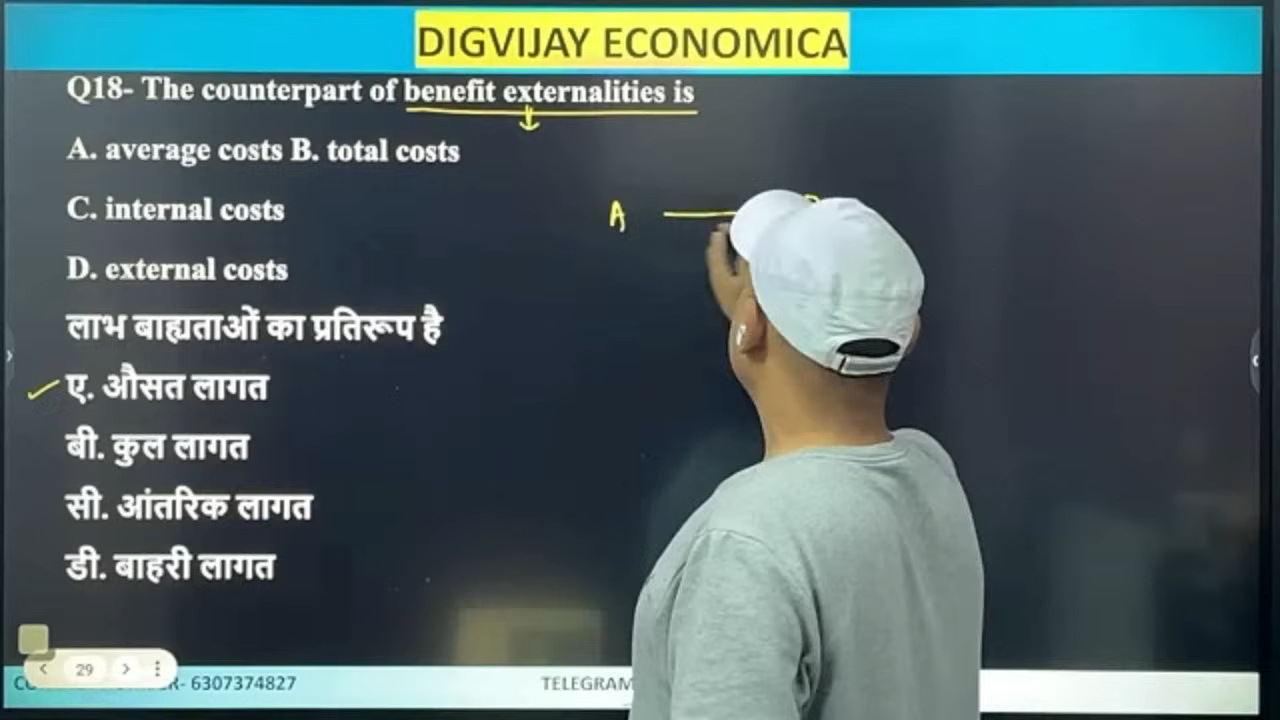 DIGVIJAY ECONOMICA
Q18- The counterpart of benefit externalities is
A. average costs B. total costs
A
C. internal costs
D. external costs
लाभ बाह्यताओं का प्रतिरूप है
ए. औसत लागत
बी. कुल लागत
सी. आंतरिक लागत
डी. बाहरी लागत
29
6307374827 TELEGRAM